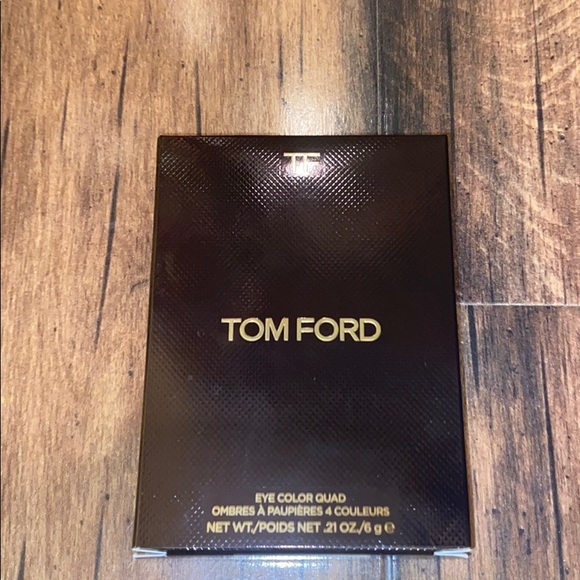 TF
TOM FORD
EYE COLOR QUAD
OMBRES À PAUPIÈRES 4 COULEURS
NET WT./POIDS NET .21 OZ./6 g ℮